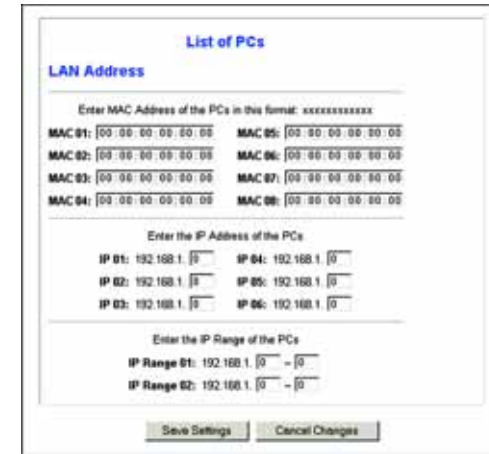 List of PCs
LAN Address
Enter MAC Address of the PCs in this format: xxxxxxxxxxxx
MAC 01: 00:00:00:00:00:00 MAC 05: 00:00:00:00:00:00
MAC 02: 00:00:00:00:00:00 MAC 06: 00:00:00:00:00:00
MAC 03: 00:00:00:00:00:00 MAC 07: 00:00:00:00:00:00
MAC 04: 00:00:00:00:00:00 MAC 08: 00:00:00:00:00:00
Enter the IP Address of the PCs
IP 01: 192.168.1. 0 IP 04: 192.168.1. 0
IP 02: 192.168.1. 0 IP 05: 192.168.1. 0
IP 03: 192.168.1. 0 IP 06: 192.168.1. 0
Enter the IP Range of the PCs
IP Range 01: 192.168.1. 0 ~ 0
IP Range 02: 192.168.1. 0 ~ 0
Save Settings Cancel Changes